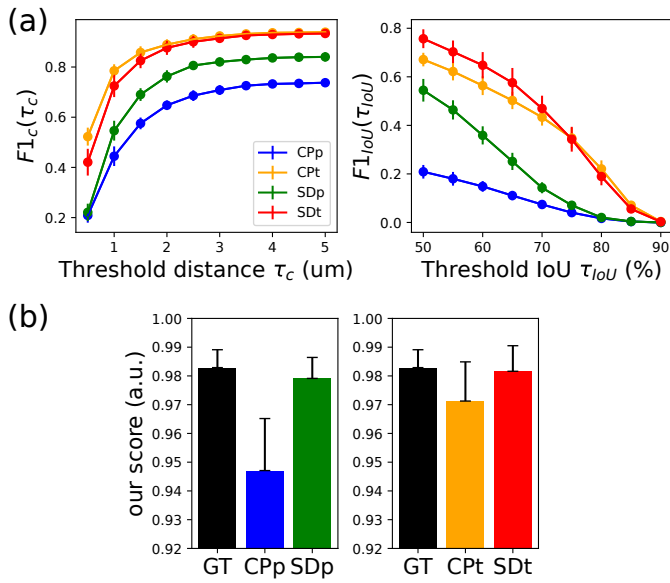 (a)
F1c(τc)
0.8
0.6
0.4
0.2
1 2 3 4 5
Threshold distance τc (um)
CPp
CPt
SDp
SDt
F1IoU(τIoU)
0.8
0.6
0.4
0.2
0.0
50 60 70 80 90
Threshold IoU τIoU (%)
(b)
our score (a.u.)
1.00
0.99
0.98
0.97
0.96
0.95
0.94
0.93
0.92
GT CPp SDp
1.00
0.99
0.98
0.97
0.96
0.95
0.94
0.93
0.92
GT CPt SDt